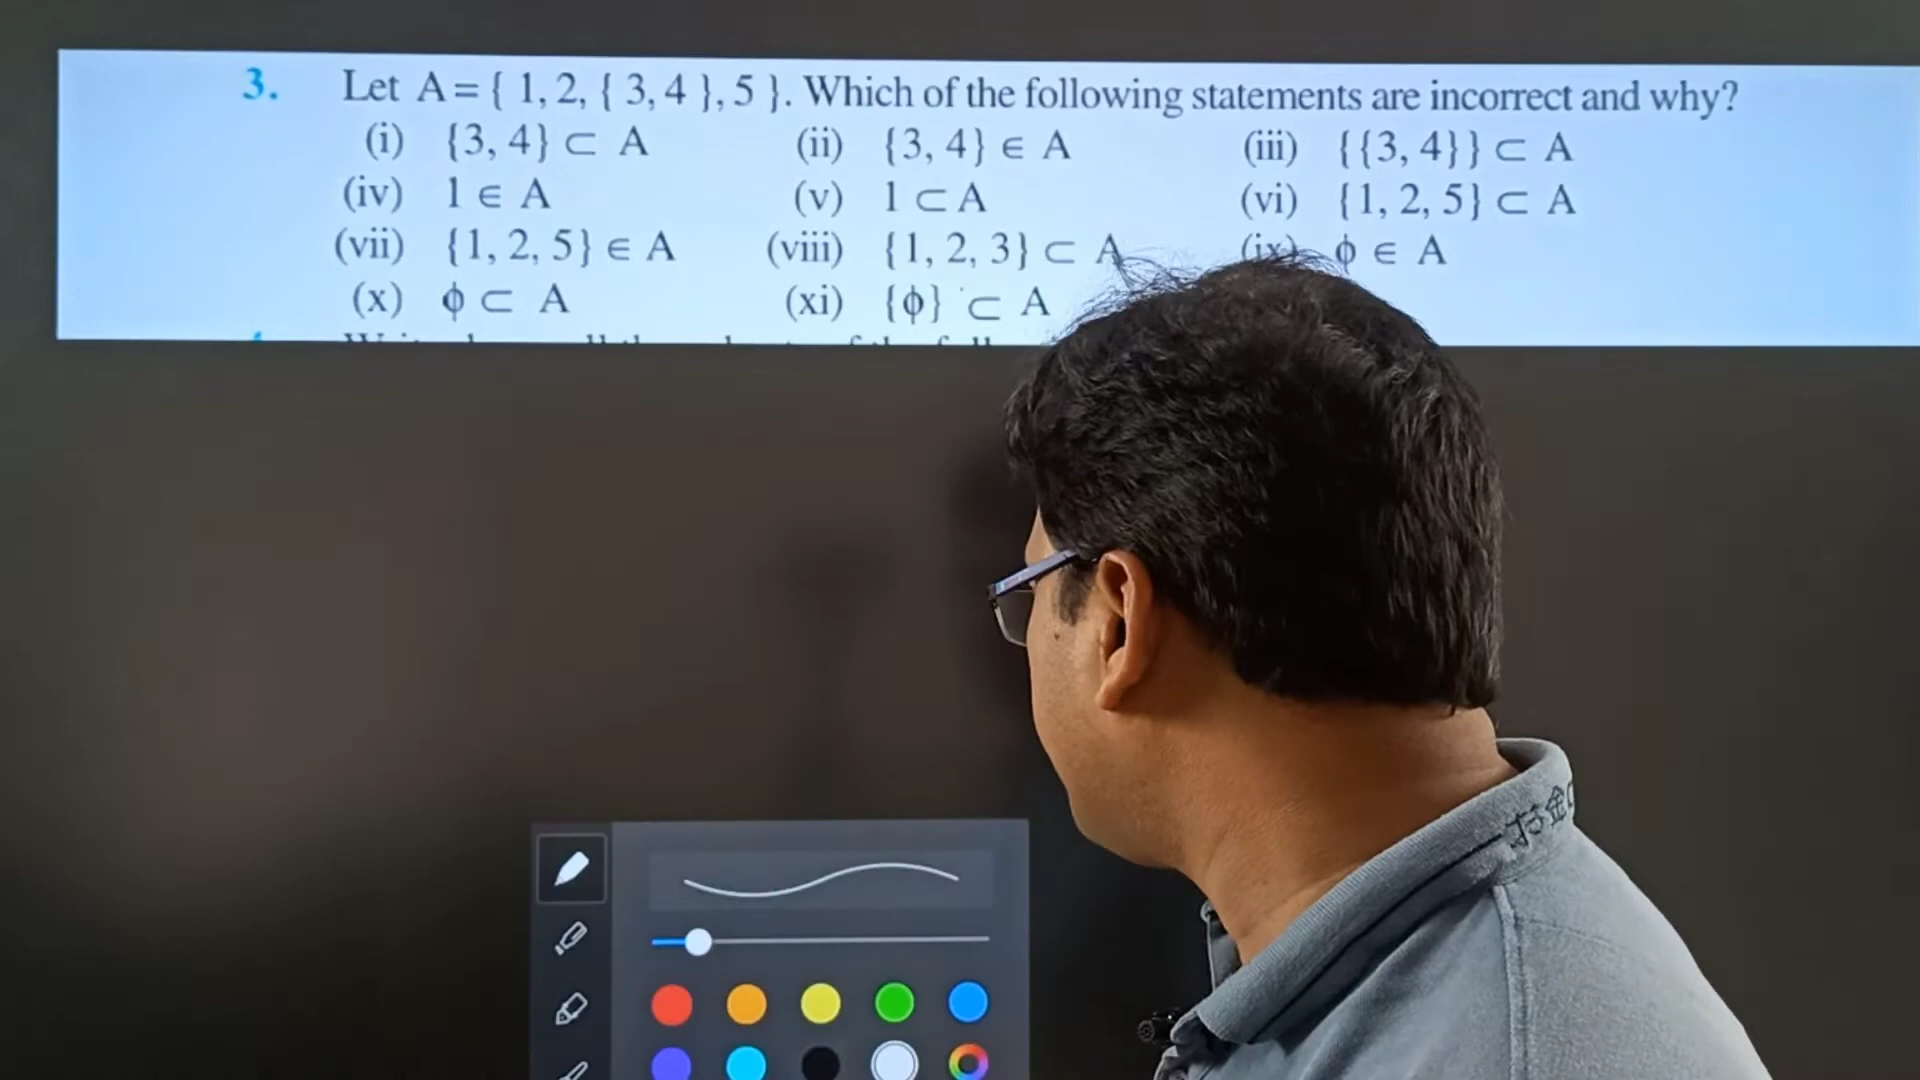 3. Let A = { 1, 2, { 3, 4 }, 5 }. Which of the following statements are incorrect and why?
(i) {3, 4} ⊂ A (ii) {3, 4} ∈ A (iii) {{3, 4}} ⊂ A
(iv) 1 ∈ A (v) 1 ⊂ A (vi) {1, 2, 5} ⊂ A
(vii) {1, 2, 5} ∈ A (viii) {1, 2, 3} ⊂ A (ix) ϕ ∈ A
(x) ϕ ⊂ A (xi) {ϕ} ⊂ A